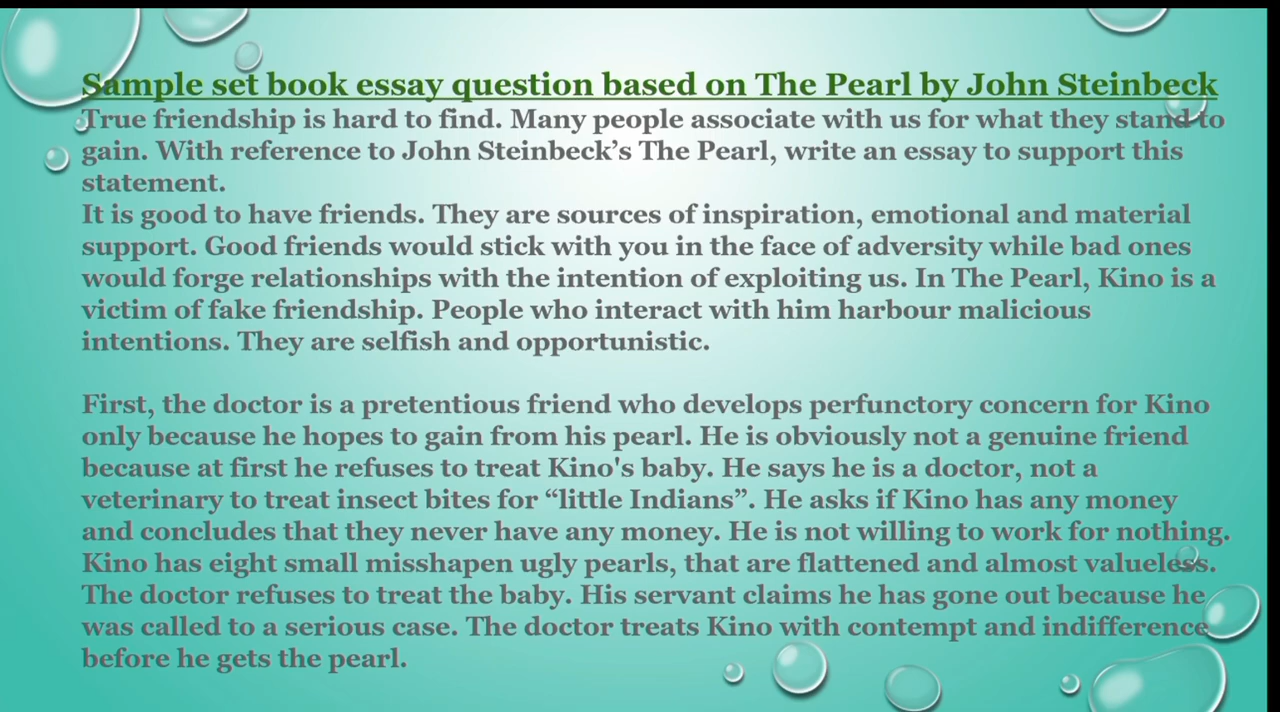 Sample set book essay question based on The Pearl by John Steinbeck
True friendship is hard to find. Many people associate with us for what they stand to
gain. With reference to John Steinbeck’s The Pearl, write an essay to support this
statement.
It is good to have friends. They are sources of inspiration, emotional and material
support. Good friends would stick with you in the face of adversity while bad ones
would forge relationships with the intention of exploiting us. In The Pearl, Kino is a
victim of fake friendship. People who interact with him harbour malicious
intentions. They are selfish and opportunistic.
First, the doctor is a pretentious friend who develops perfunctory concern for Kino
only because he hopes to gain from his pearl. He is obviously not a genuine friend
because at first he refuses to treat Kino's baby. He says he is a doctor, not a
veterinary to treat insect bites for “little Indians”. He asks if Kino has any money
and concludes that they never have any money. He is not willing to work for nothing.
Kino has eight small misshapen ugly pearls, that are flattened and almost valueless.
The doctor refuses to treat the baby. His servant claims he has gone out because he
was called to a serious case. The doctor treats Kino with contempt and indifference
before he gets the pearl.